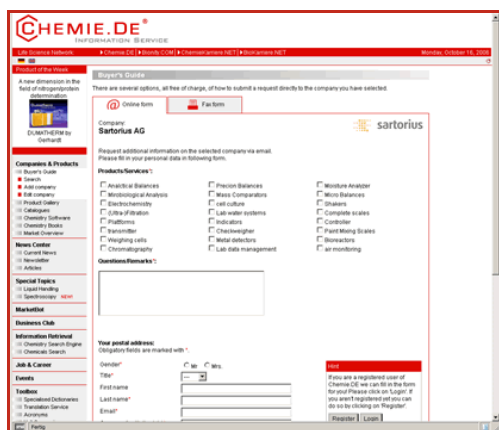 CHEMIE.DE®
INFORMATION SERVICE
Life Science Network: Chemie.DE | Bionity.COM | ChemieKarriere.NET | BioKarriere.NET Monday, October 16, 2006
Product of the Week
A new dimension in the
field of nitrogen/protein
determination
DUMATHERM by
Gerhardt
Companies & Products
Buyer's Guide
Search
Add company
Edit company
Product Gallery
Catalogues
Chemistry Software
Chemistry Books
Market Overview
News Center
Current News
Newsletter
Articles
Special Topics
Liquid Handling
Spectroscopy NEW!
MarketBot
Business Club
Information Retrieval
Chemistry Search Engine
Chemicals Search
Job & Career
Events
Toolbox
Specialised Dictionaries
Translation Service
Acronyms
Buyer's Guide
There are several options, all free of charge, of how to submit a request directly to the company you have selected.
@ Online form Fax form
Company:
Sartorius AG
sartorius
Request additional information on the selected company via email.
Please fill in your personal data in following form.
Products/Services*:
Analytical Balances Precion Balances Moisture Analyzer
Mirobiological Analysis Mass Comparators Micro Balances
Electrochemistry cell culture Shakers
(Ultra-)Filtration Lab water systems Complete scales
Plattforms Indicators Controller
transmitter Checkweigher Paint Mixing Scales
Weighing cells Metal detectors Bioreactors
Chromatography Lab data management air monitoring
Questions/Remarks*:
Your postal address:
Obligatory fields are marked with *.
Gender* Mr Mrs.
Title* ---
First name
Last name*
Email*
Hint
If you are a registered user of
Chemie.DE we can fill in the form
for you! Please click on 'Login'. If
you aren't registered yet you can
do so by clicking on 'Register'.
Register Login
Fertig